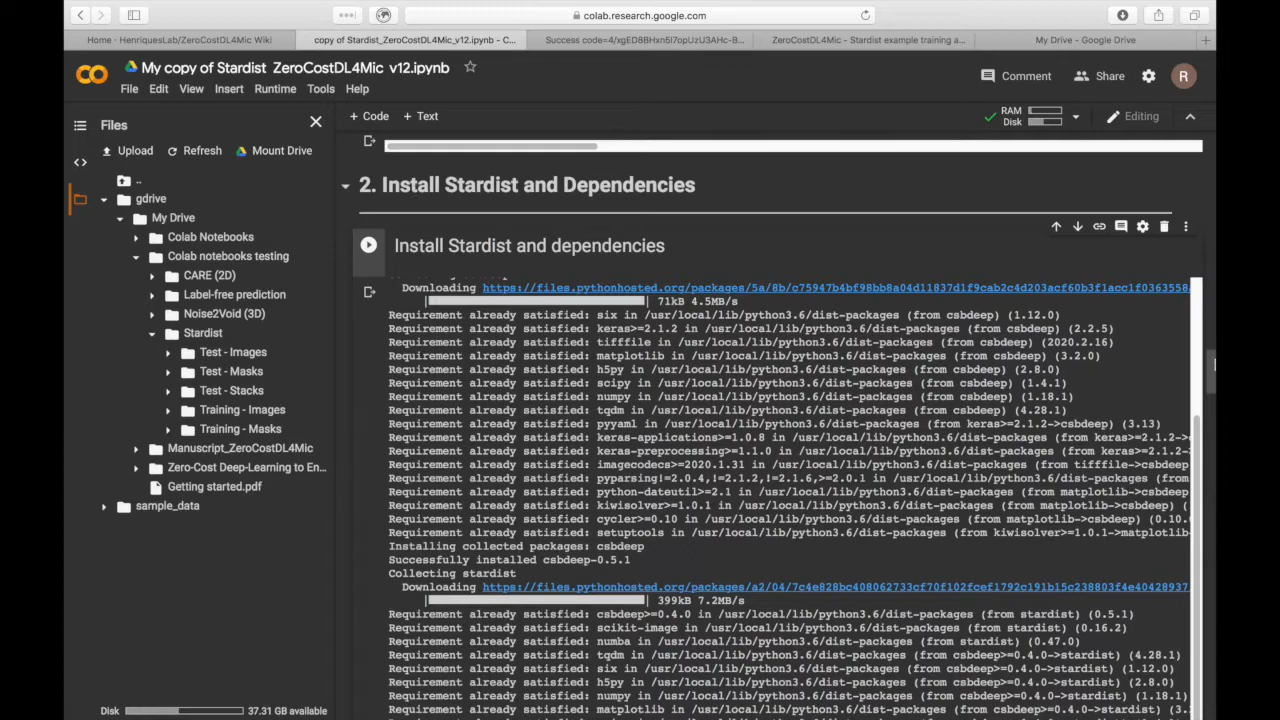 colab.research.google.com
Home · HenriquesLab/ZeroCostDL4Mic Wiki
copy of Stardist_ZeroCostDL4Mic_v12.ipynb - C...
Success code=4/xgED8BHxn5I7opUzU3AHc-B...
ZeroCostDL4Mic - Stardist example training a...
My Drive - Google Drive
My copy of Stardist ZeroCostDL4Mic v12.ipynb
File Edit View Insert Runtime Tools Help
Comment
Share
R
Files
+ Code + Text
RAM
Disk
Editing
Upload Refresh Mount Drive
..
gdrive
My Drive
Colab Notebooks
Colab notebooks testing
CARE (2D)
Label-free prediction
Noise2Void (3D)
Stardist
Test - Images
Test - Masks
Test - Stacks
Training - Images
Training - Masks
Manuscript_ZeroCostDL4Mic
Zero-Cost Deep-Learning to En...
Getting started.pdf
sample_data
Disk 37.31 GB available
2. Install Stardist and Dependencies
Install Stardist and dependencies
Downloading https://files.pythonhosted.org/packages/5a/8b/c75947b4bf98bb8a04d11837d1f9cab2c4d203acf60b3f1acc1f0363558a
| | 71kB 4.5MB/s
Requirement already satisfied: six in /usr/local/lib/python3.6/dist-packages (from csbdeep) (1.12.0)
Requirement already satisfied: keras>=2.1.2 in /usr/local/lib/python3.6/dist-packages (from csbdeep) (2.2.5)
Requirement already satisfied: tifffile in /usr/local/lib/python3.6/dist-packages (from csbdeep) (2020.2.16)
Requirement already satisfied: matplotlib in /usr/local/lib/python3.6/dist-packages (from csbdeep) (3.2.0)
Requirement already satisfied: h5py in /usr/local/lib/python3.6/dist-packages (from csbdeep) (2.8.0)
Requirement already satisfied: scipy in /usr/local/lib/python3.6/dist-packages (from csbdeep) (1.4.1)
Requirement already satisfied: numpy in /usr/local/lib/python3.6/dist-packages (from csbdeep) (1.18.1)
Requirement already satisfied: tqdm in /usr/local/lib/python3.6/dist-packages (from csbdeep) (4.28.1)
Requirement already satisfied: pyyaml in /usr/local/lib/python3.6/dist-packages (from keras>=2.1.2->csbdeep) (3.13)
Requirement already satisfied: keras-applications>=1.0.8 in /usr/local/lib/python3.6/dist-packages (from keras>=2.1.2->
Requirement already satisfied: keras-preprocessing>=1.1.0 in /usr/local/lib/python3.6/dist-packages (from keras>=2.1.2-
Requirement already satisfied: imagecodecs>=2020.1.31 in /usr/local/lib/python3.6/dist-packages (from tifffile->csbdeep
Requirement already satisfied: pyparsing!=2.0.4,!=2.1.2,!=2.1.6,>=2.0.1 in /usr/local/lib/python3.6/dist-packages (from
Requirement already satisfied: python-dateutil>=2.1 in /usr/local/lib/python3.6/dist-packages (from matplotlib->csbdeep
Requirement already satisfied: kiwisolver>=1.0.1 in /usr/local/lib/python3.6/dist-packages (from matplotlib->csbdeep)
Requirement already satisfied: cycler>=0.10 in /usr/local/lib/python3.6/dist-packages (from matplotlib->csbdeep) (0.10.
Requirement already satisfied: setuptools in /usr/local/lib/python3.6/dist-packages (from kiwisolver>=1.0.1->matplotlib-
Installing collected packages: csbdeep
Successfully installed csbdeep-0.5.1
Collecting stardist
Downloading https://files.pythonhosted.org/packages/a2/04/7c4e828bc408062733cf70f102fcef1792c191b15c238803f4e40428937
| | 399kB 7.2MB/s
Requirement already satisfied: csbdeep>=0.4.0 in /usr/local/lib/python3.6/dist-packages (from stardist) (0.5.1)
Requirement already satisfied: scikit-image in /usr/local/lib/python3.6/dist-packages (from stardist) (0.16.2)
Requirement already satisfied: numba in /usr/local/lib/python3.6/dist-packages (from stardist) (0.47.0)
Requirement already satisfied: tqdm in /usr/local/lib/python3.6/dist-packages (from csbdeep>=0.4.0->stardist) (4.28.1)
Requirement already satisfied: six in /usr/local/lib/python3.6/dist-packages (from csbdeep>=0.4.0->stardist) (1.12.0)
Requirement already satisfied: h5py in /usr/local/lib/python3.6/dist-packages (from csbdeep>=0.4.0->stardist) (2.8.0)
Requirement already satisfied: numpy in /usr/local/lib/python3.6/dist-packages (from csbdeep>=0.4.0->stardist) (1.18.1)
Requirement already satisfied: matplotlib in /usr/local/lib/python3.6/dist-packages (from csbdeep>=0.4.0->stardist)